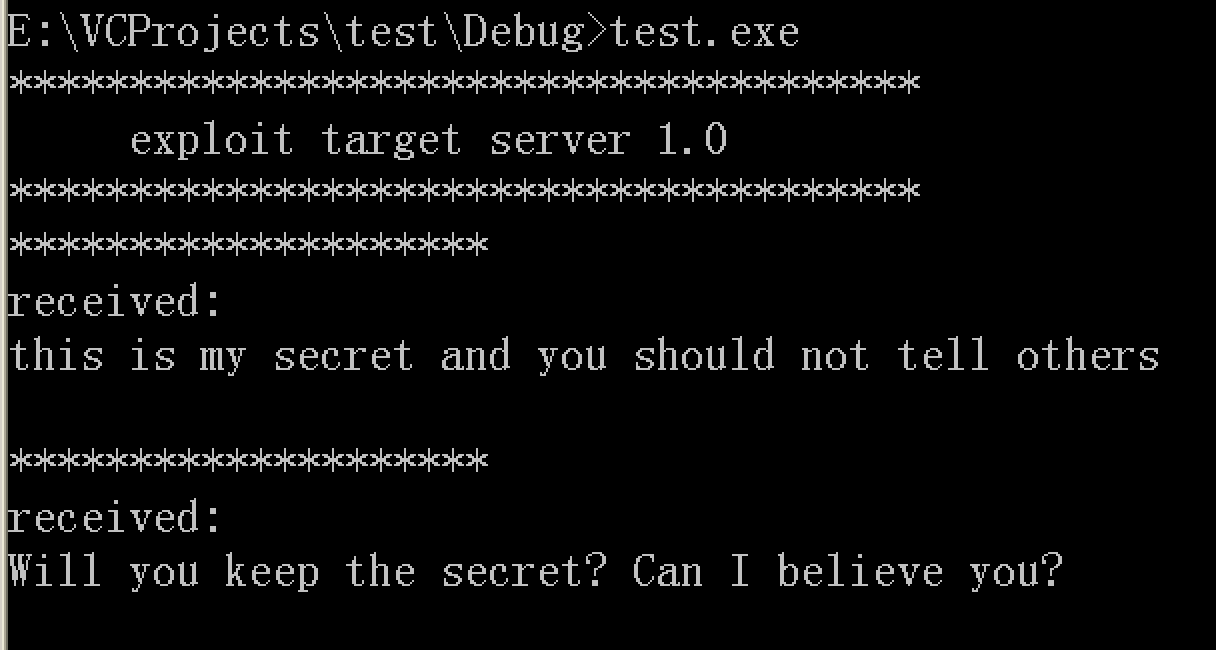 E:\VCProjects\test\Debug>test.exe
**************************************
exploit target server 1.0
**************************************
********************
received:
this is my secret and you should not tell others
********************
received:
Will you keep the secret? Can I believe you?